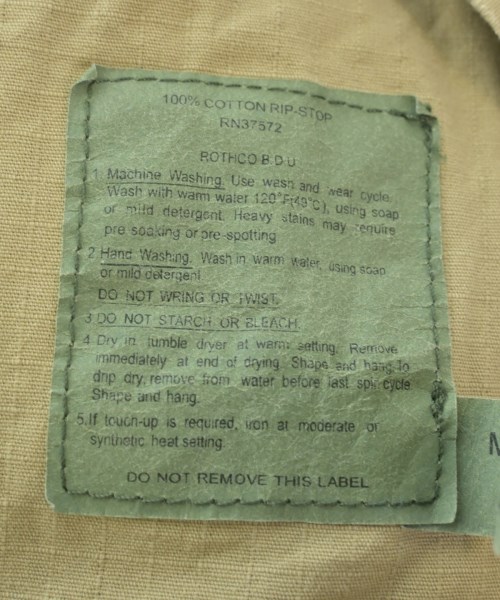 100% COTTON RIP-STOP
RN37572
ROTHCO B.D.U
1 Machine Washing. Use wash and wear cycle.
Wash with warm water 120°F(49°C), using soap
or mild detergent. Heavy stains may require
pre soaking or pre-spotting
2 Hand Washing. Wash in warm water, using soap
or mild detergent
DO NOT WRING OR TWIST.
3 DO NOT STARCH OR BLEACH.
4 Dry in tumble dryer at warm setting. Remove
immediately at end of drying. Shape and hang.To
drip dry, remove from water before last spin cycle
Shape and hang.
5.If touch-up is required, iron at moderate or
synthetic heat setting.
DO NOT REMOVE THIS LABEL
M